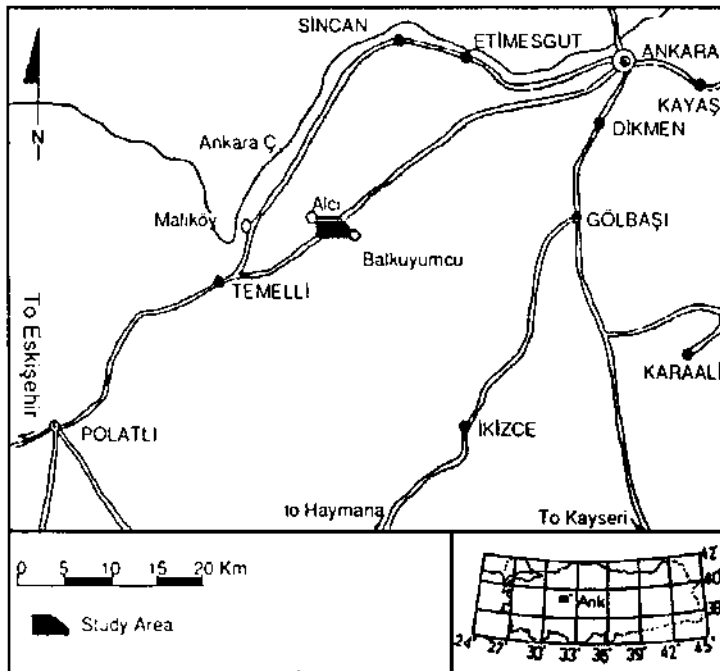 SİNCAN
ETİMESGUT
ANKARA
KAYAŞ
DİKMEN
N
Ankara Ç.
Malıköy
Alcı
GÖLBAŞI
Balkuyumcu
TEMELLİ
To Eskişehir
KARAALİ
POLATLI
İKİZCE
to Haymana
To Kayseri
0 5 10 15 20 Km
Study Area
42
40
38
Ank
24 27 30 33 36 39 42 45